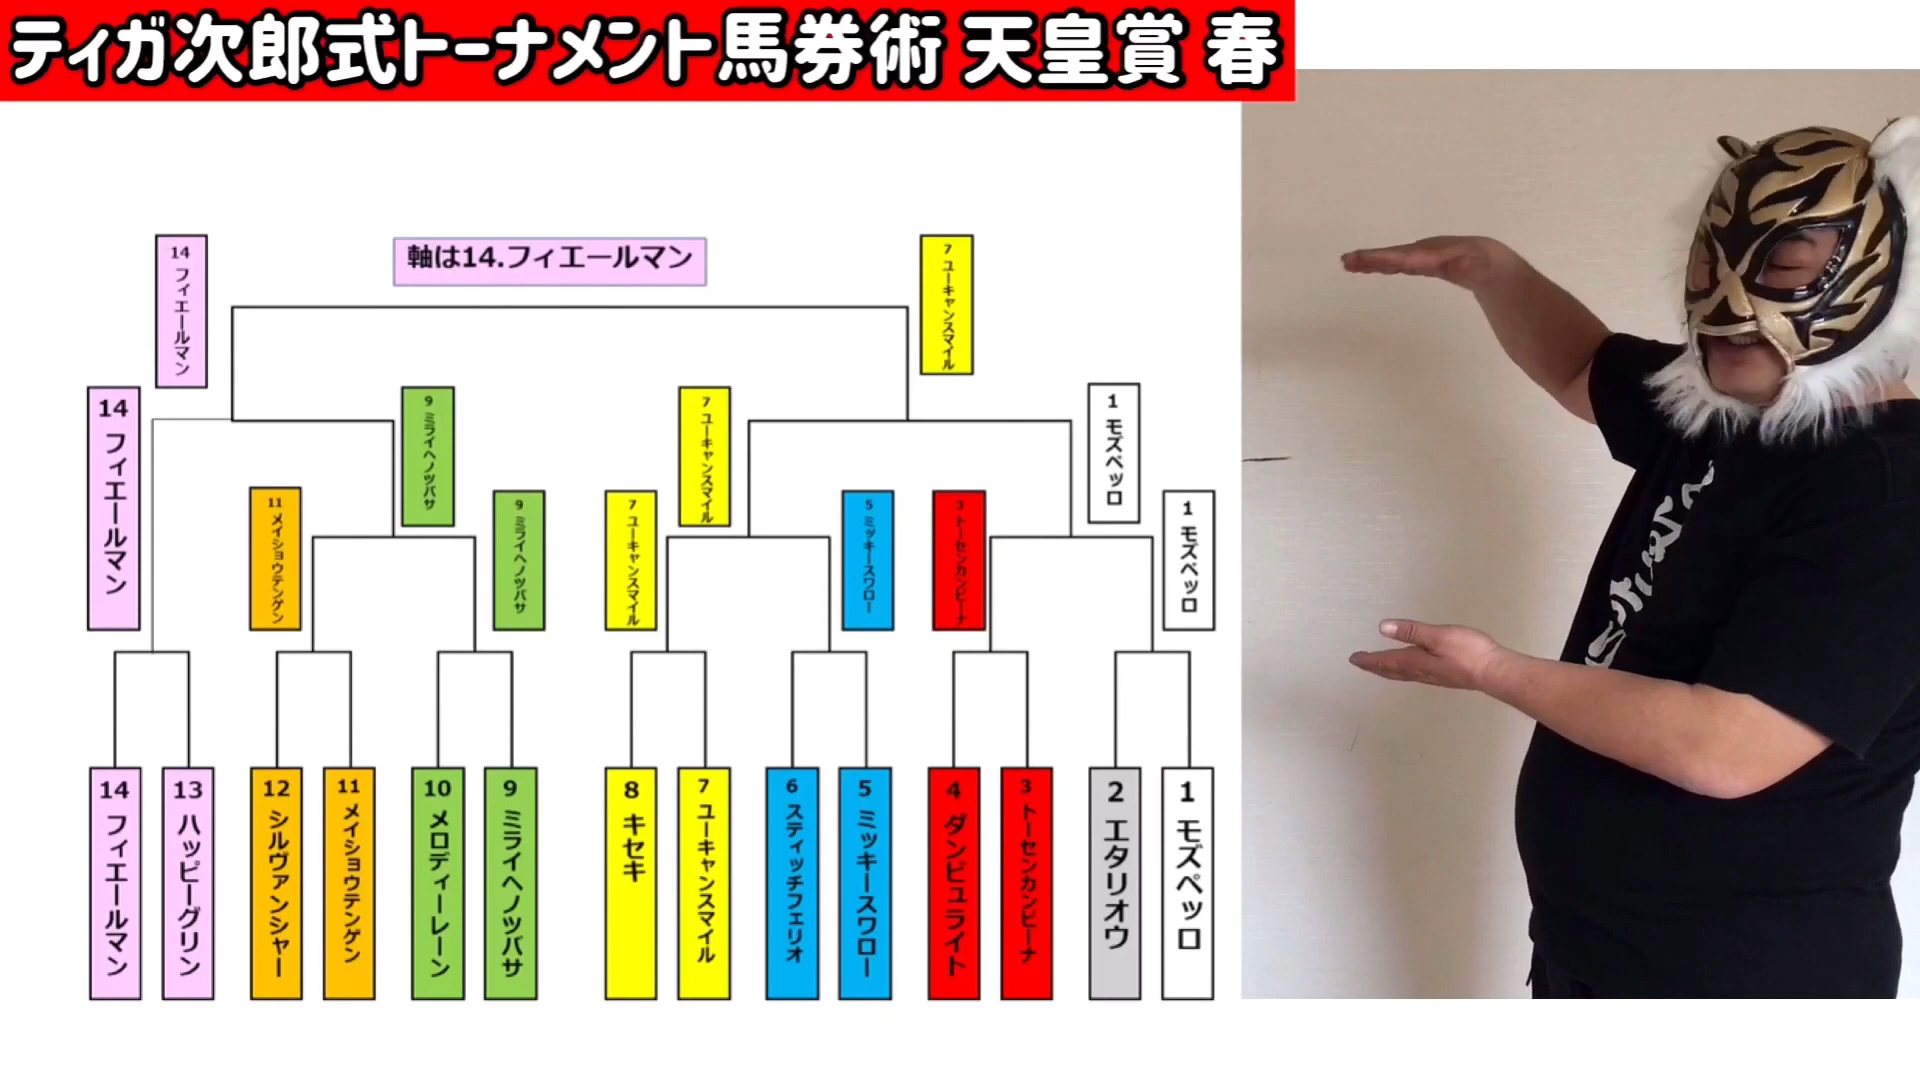 ティガ次郎式トーナメント馬券術 天皇賞 春
14 フィエールマン
軸は14.フィエールマン
7 ユーキャンスマイル
14 フィエールマン
9 ミライヘノツバサ
7 ユーキャンスマイル
1 モズベッロ
11 メイショウテンゲン
9 ミライヘノツバサ
7 ユーキャンスマイル
5 ミッキースワロー
3 トーセンカンビーナ
1 モズベッロ
14 フィエールマン
13 ハッピーグリン
12 シルヴァンシャー
11 メイショウテンゲン
10 メロディーレーン
9 ミライヘノツバサ
8 キセキ
7 ユーキャンスマイル
6 スティッフェリオ
5 ミッキースワロー
4 ダンビュライト
3 トーセンカンビーナ
2 エタリオウ
1 モズベッロ